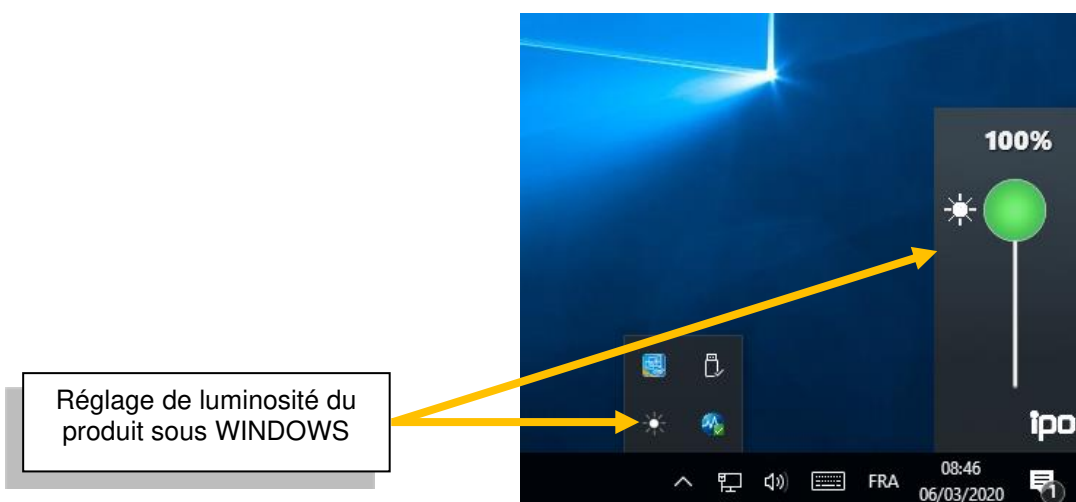 100%
Réglage de luminosité du
produit sous WINDOWS
ipo
FRA
08:46
06/03/2020
1